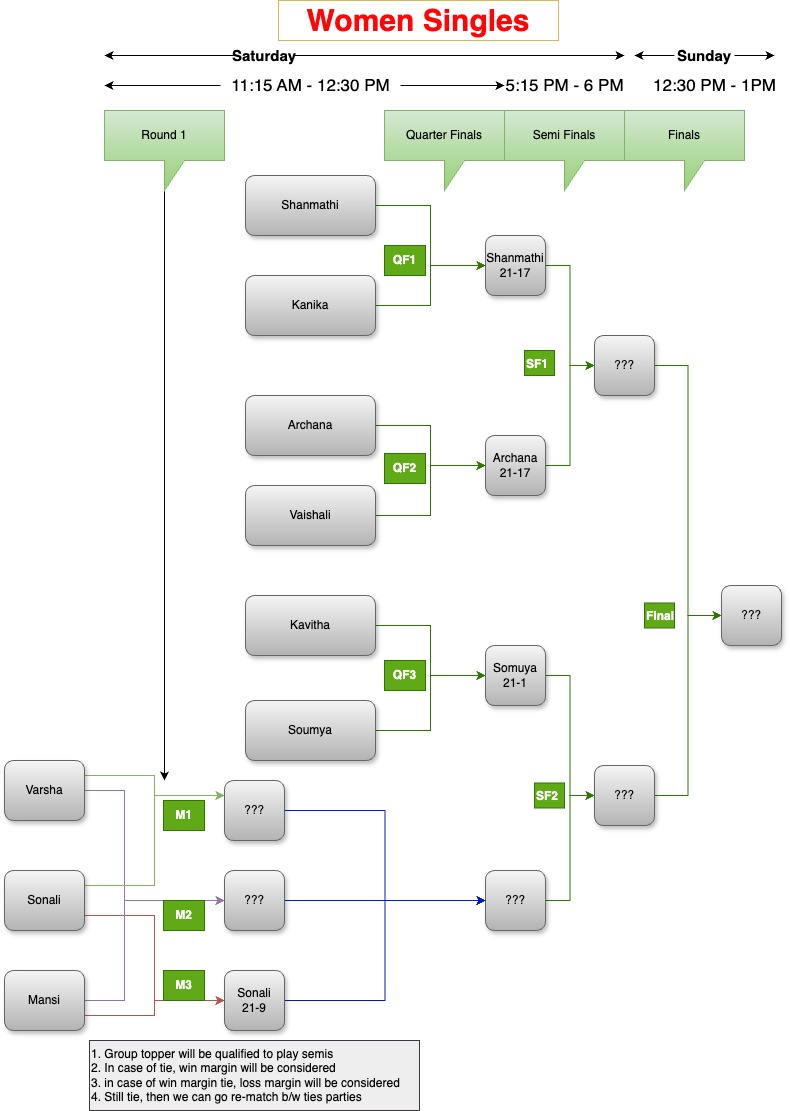 Women Singles
Saturday
Sunday
11:15 AM - 12:30 PM
5:15 PM - 6 PM
12:30 PM - 1PM
Round 1
Quarter Finals
Semi Finals
Finals
Shanmathi
QF1
Shanmathi
21-17
Kanika
SF1
???
Archana
QF2
Archana
21-17
Vaishali
Kavitha
Final
???
QF3
Somuya
21-1
Soumya
Varsha
M1
???
SF2
???
Sonali
M2
???
???
Mansi
M3
Sonali
21-9
1. Group topper will be qualified to play semis
2. In case of tie, win margin will be considered
3. in case of win margin tie, loss margin will be considered
4. Still tie, then we can go re-match b/w ties parties